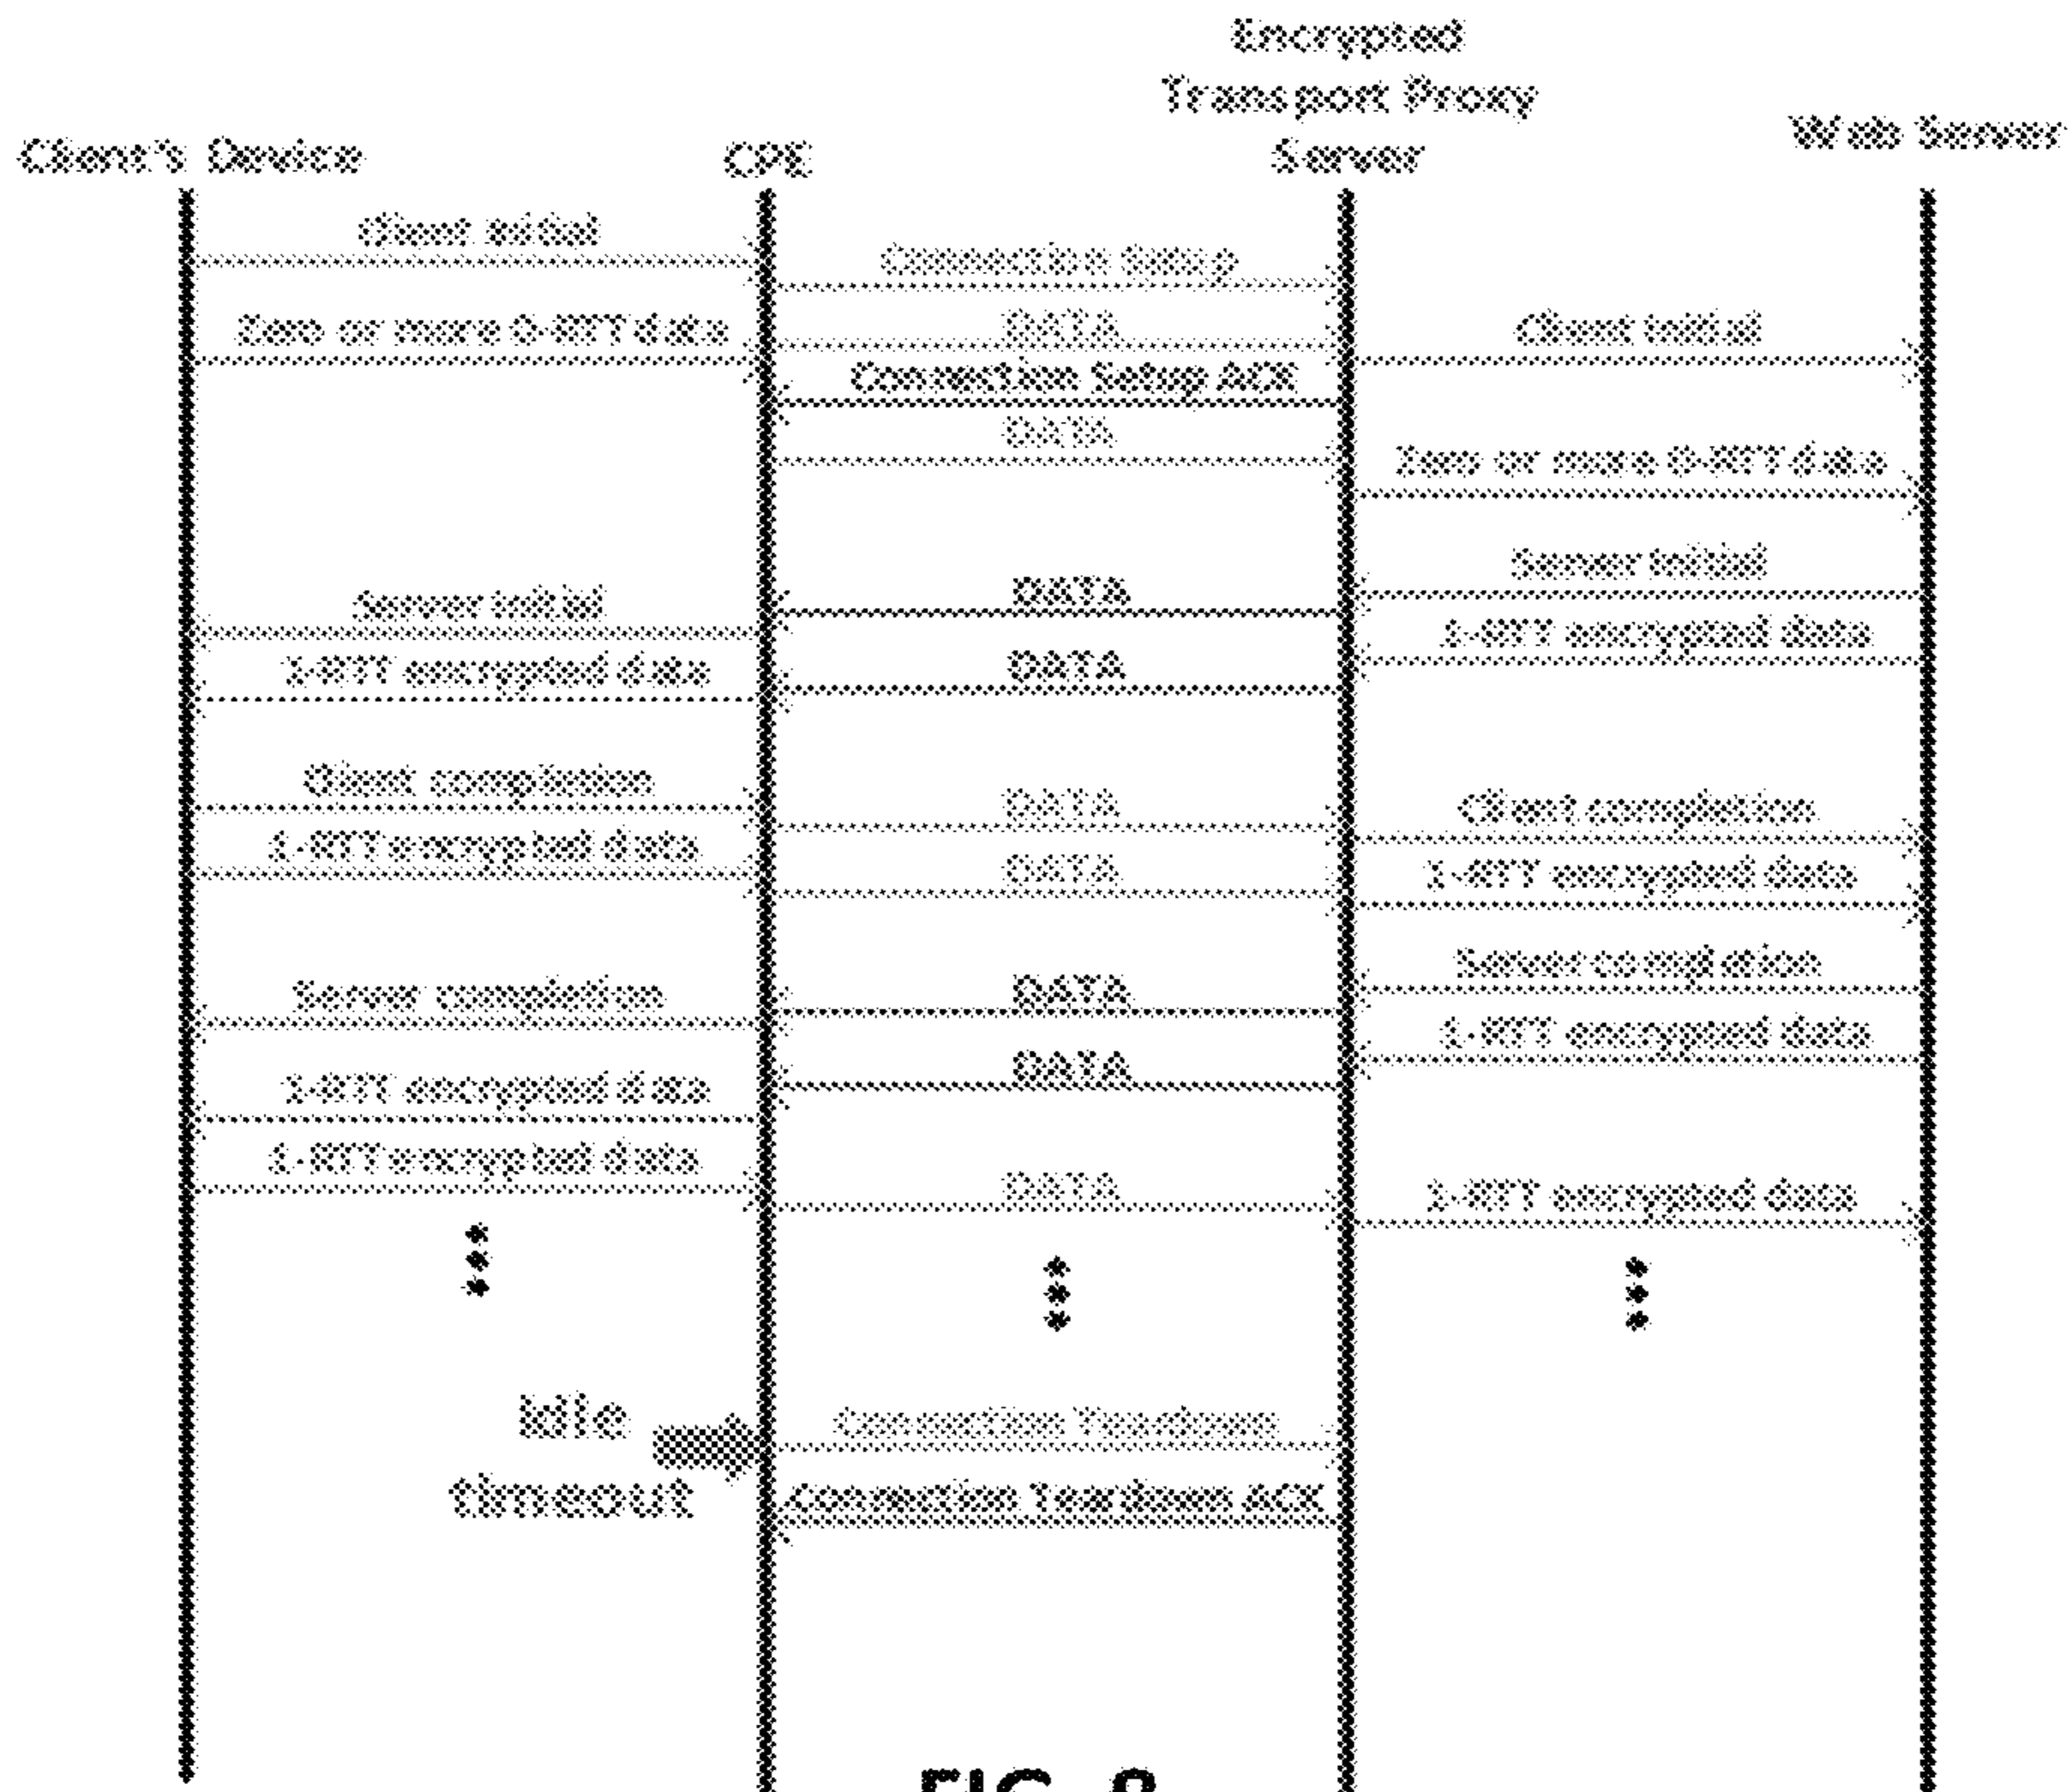 Encrypted
Transport Proxy
Server
Client's Device
CPE
Web Server
Client initial
Connection Setup
Zero or more 0-RTT data
DATA
Client initial
Connection Setup ACK
DATA
Zero or more 0-RTT data
Server initial
DATA
Server initial
1-RTT encrypted data
1-RTT encrypted data
DATA
Client completion
DATA
Client completion
1-RTT encrypted data
DATA
1-RTT encrypted data
Server completion
DATA
Server completion
1-RTT encrypted data
DATA
1-RTT encrypted data
1-RTT encrypted data
DATA
1-RTT encrypted data
Idle
timeout
Connection Teardown
Connection Teardown ACK
FIG. 8